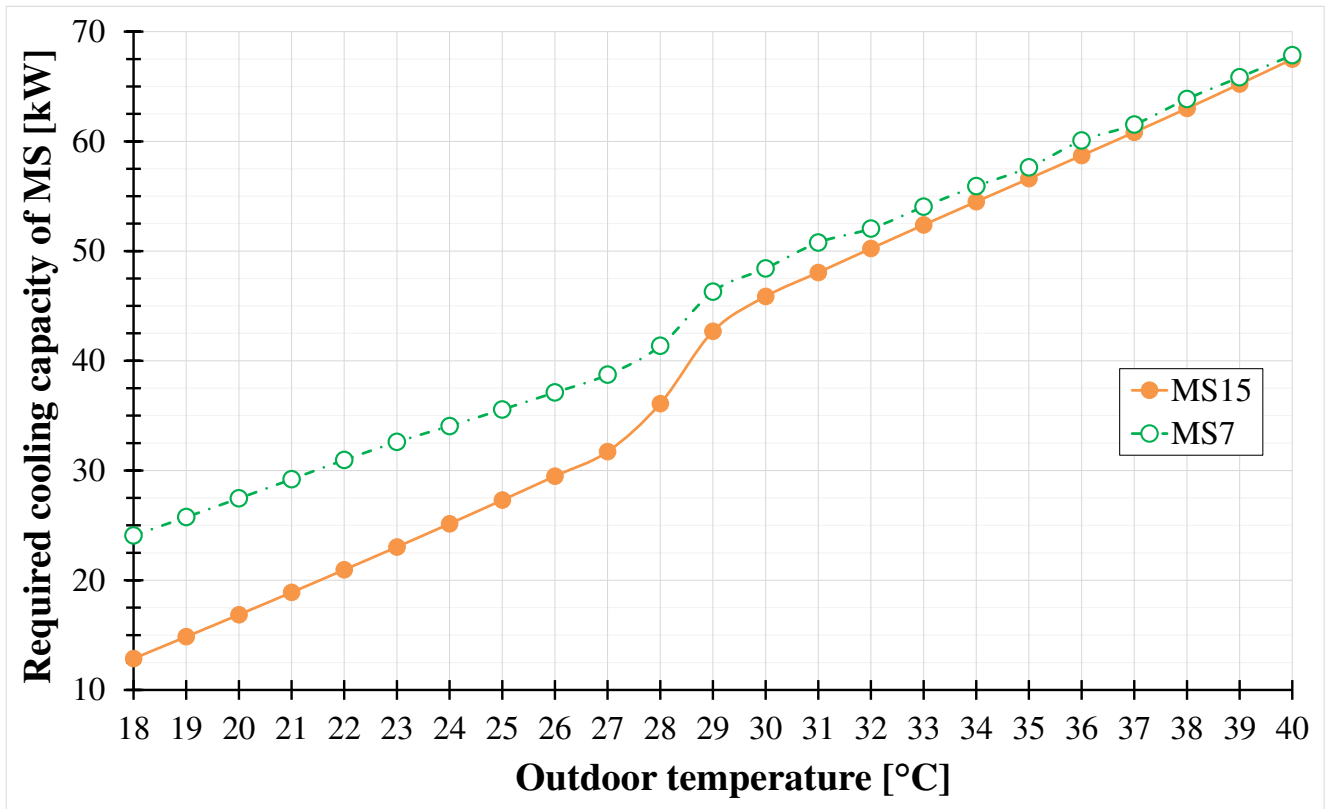 Required cooling capacity of MS [kW]
70
60
50
40
30
20
10
MS15
MS7
18 19 20 21 22 23 24 25 26 27 28 29 30 31 32 33 34 35 36 37 38 39 40
Outdoor temperature [°C]